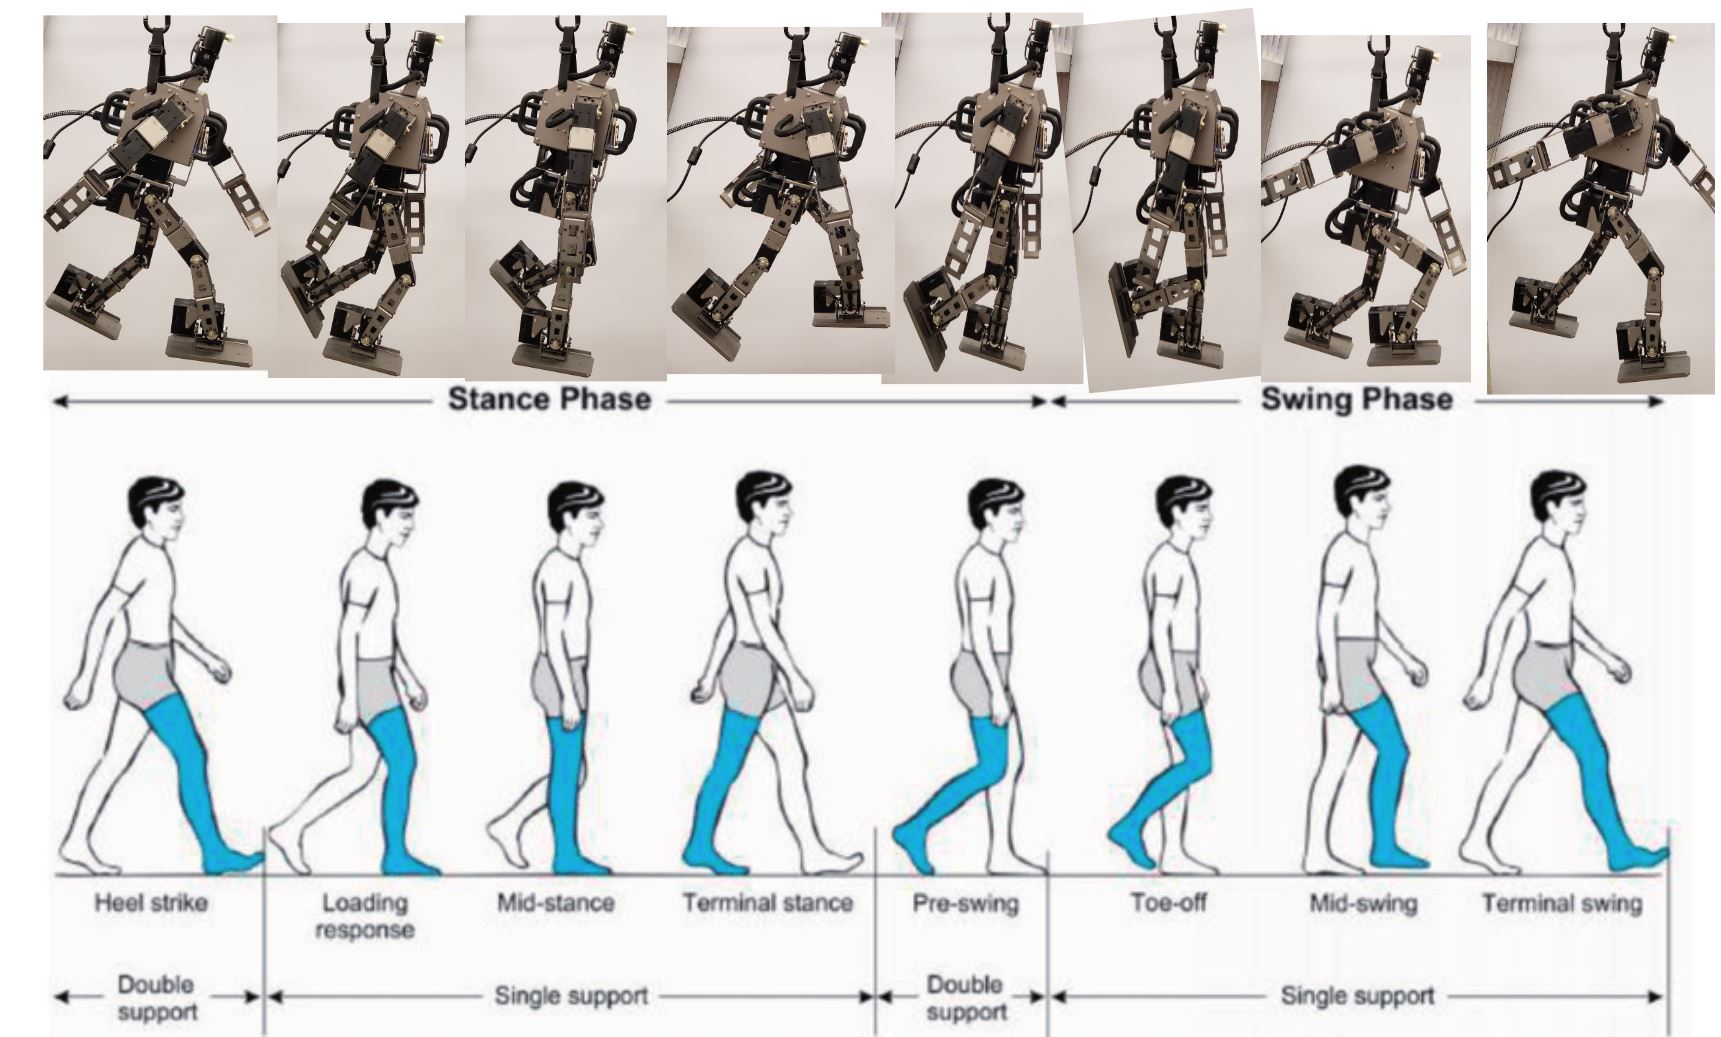 Stance Phase
Swing Phase
Heel strike
Loading
response
Mid-stance
Terminal stance
Pre-swing
Toe-off
Mid-swing
Terminal swing
Double
support
Single support
Double
support
Single support